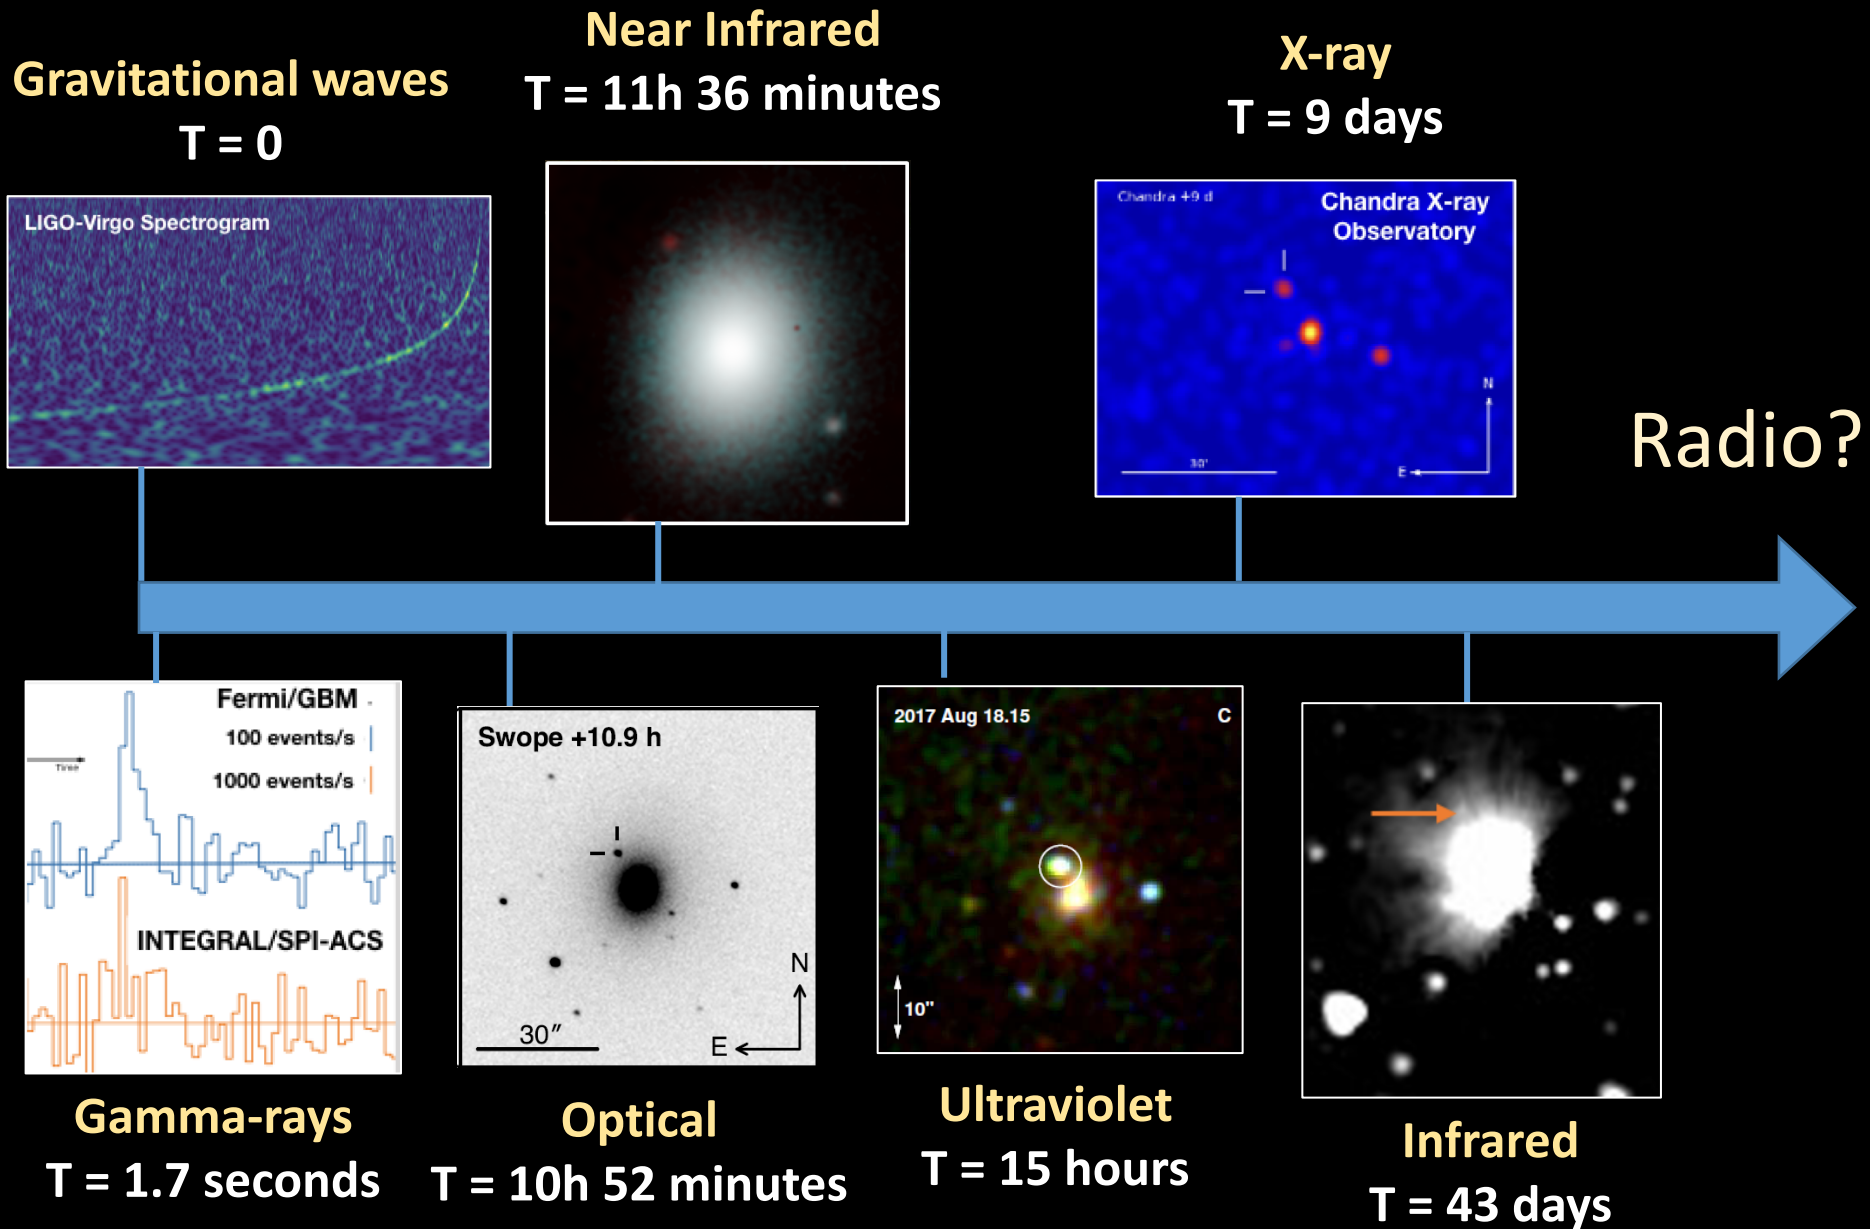 Gravitational waves
T = 0
LIGO-Virgo Spectrogram
Near Infrared
T = 11h 36 minutes
X-ray
T = 9 days
Chandra +9 d
Chandra X-ray
Observatory
N
E
30"
Radio?
Fermi/GBM
100 events/s
Time
1000 events/s
INTEGRAL/SPI-ACS
Gamma-rays
T = 1.7 seconds
Swope +10.9 h
N
30″
E
Optical
T = 10h 52 minutes
2017 Aug 18.15
C
10"
Ultraviolet
T = 15 hours
Infrared
T = 43 days